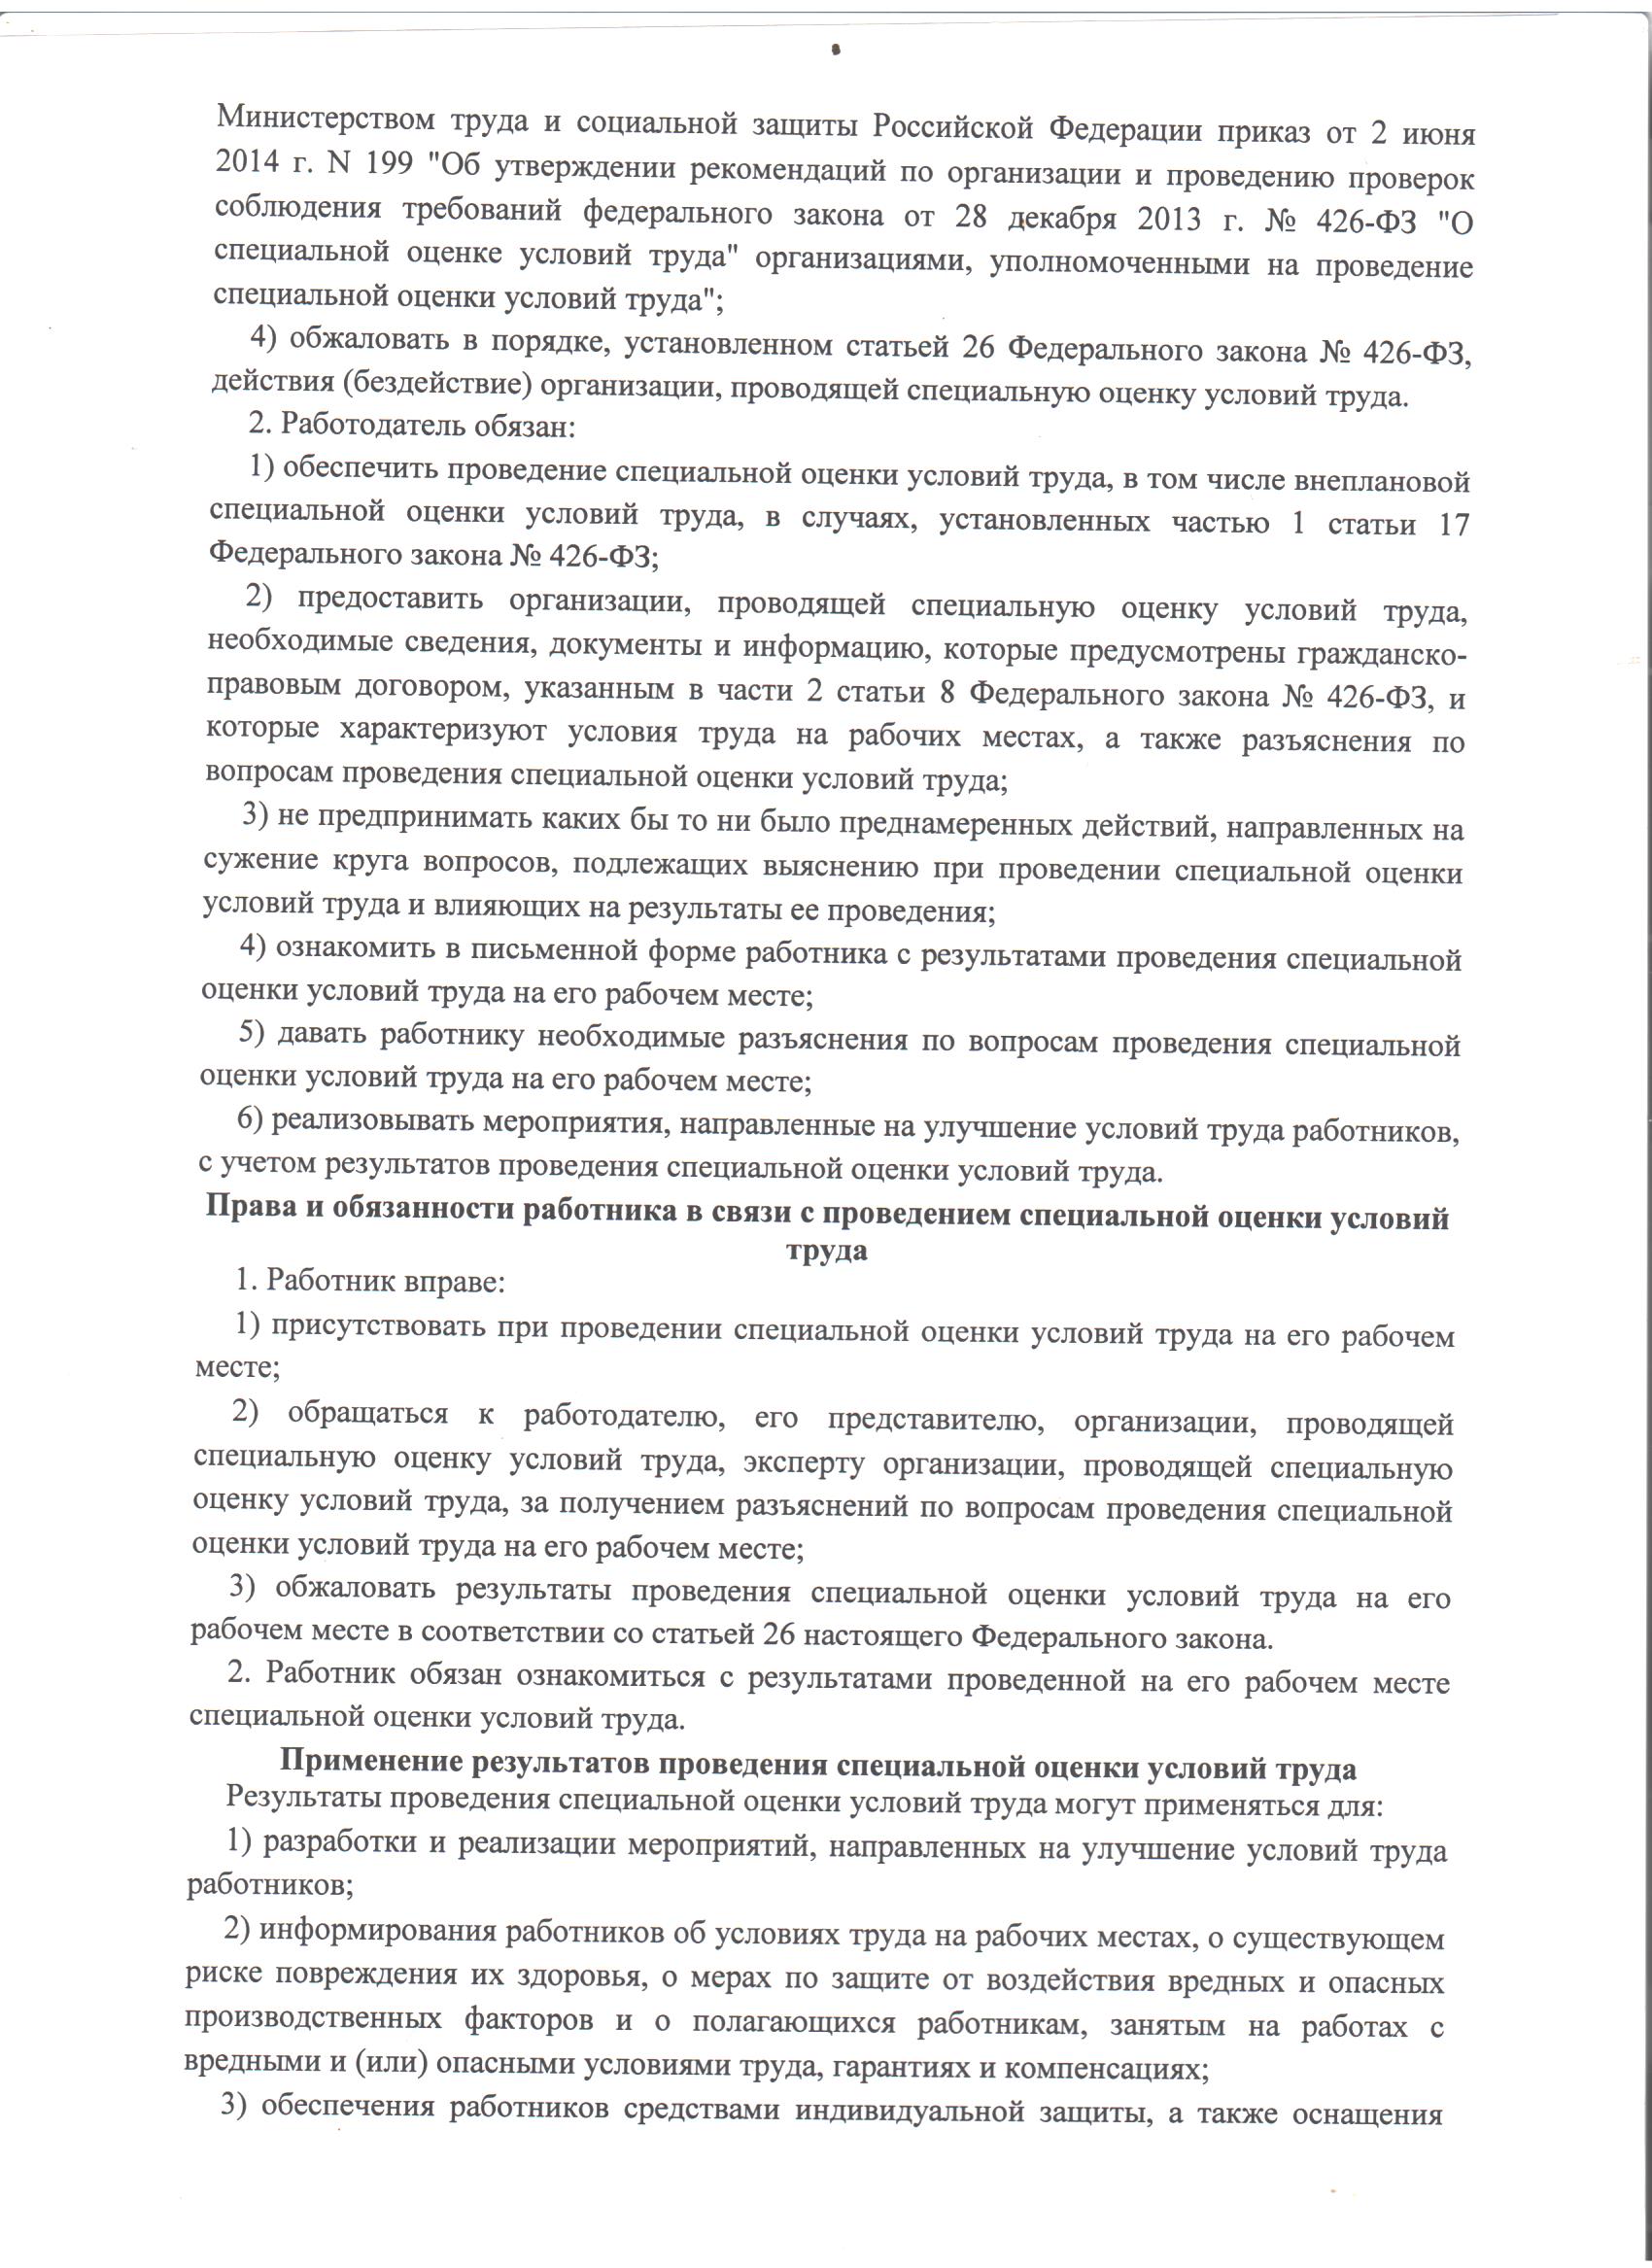 Министерством труда и социальной защиты Российской Федерации приказ от 2 июня
2014 г. N 199 "Об утверждении рекомендаций по организации и проведению проверок
соблюдения требований федерального закона от 28 декабря 2013 г. № 426-ФЗ "О
специальной оценке условий труда" организациями, уполномоченными на проведение
специальной оценки условий труда";
4) обжаловать в порядке, установленном статьей 26 Федерального закона № 426-ФЗ,
действия (бездействие) организации, проводящей специальную оценку условий труда.
2. Работодатель обязан:
1) обеспечить проведение специальной оценки условий труда, в том числе внеплановой
специальной оценки условий труда, в случаях, установленных частью 1 статьи 17
Федерального закона № 426-ФЗ;
2) предоставить организации, проводящей специальную оценку условий труда,
необходимые сведения, документы и информацию, которые предусмотрены гражданско-
правовым договором, указанным в части 2 статьи 8 Федерального закона № 426-ФЗ, и
которые характеризуют условия труда на рабочих местах, а также разъяснения по
вопросам проведения специальной оценки условий труда;
3) не предпринимать каких бы то ни было преднамеренных действий, направленных на
сужение круга вопросов, подлежащих выяснению при проведении специальной оценки
условий труда и влияющих на результаты ее проведения;
4) ознакомить в письменной форме работника с результатами проведения специальной
оценки условий труда на его рабочем месте;
5) давать работнику необходимые разъяснения по вопросам проведения специальной
оценки условий труда на его рабочем месте;
6) реализовывать мероприятия, направленные на улучшение условий труда работников,
с учетом результатов проведения специальной оценки условий труда.
Права и обязанности работника в связи с проведением специальной оценки условий
труда
1. Работник вправе:
1) присутствовать при проведении специальной оценки условий труда на его рабочем
месте;
2) обращаться к работодателю, его представителю, организации, проводящей
специальную оценку условий труда, эксперту организации, проводящей специальную
оценку условий труда, за получением разъяснений по вопросам проведения специальной
оценки условий труда на его рабочем месте;
3) обжаловать результаты проведения специальной оценки условий труда на его
рабочем месте в соответствии со статьей 26 настоящего Федерального закона.
2. Работник обязан ознакомиться с результатами проведенной на его рабочем месте
специальной оценки условий труда.
Применение результатов проведения специальной оценки условий труда
Результаты проведения специальной оценки условий труда могут применяться для:
1) разработки и реализации мероприятий, направленных на улучшение условий труда
работников;
2) информирования работников об условиях труда на рабочих местах, о существующем
риске повреждения их здоровья, о мерах по защите от воздействия вредных и опасных
производственных факторов и о полагающихся работникам, занятым на работах с
вредными и (или) опасными условиями труда, гарантиях и компенсациях;
3) обеспечения работников средствами индивидуальной защиты, а также оснащения